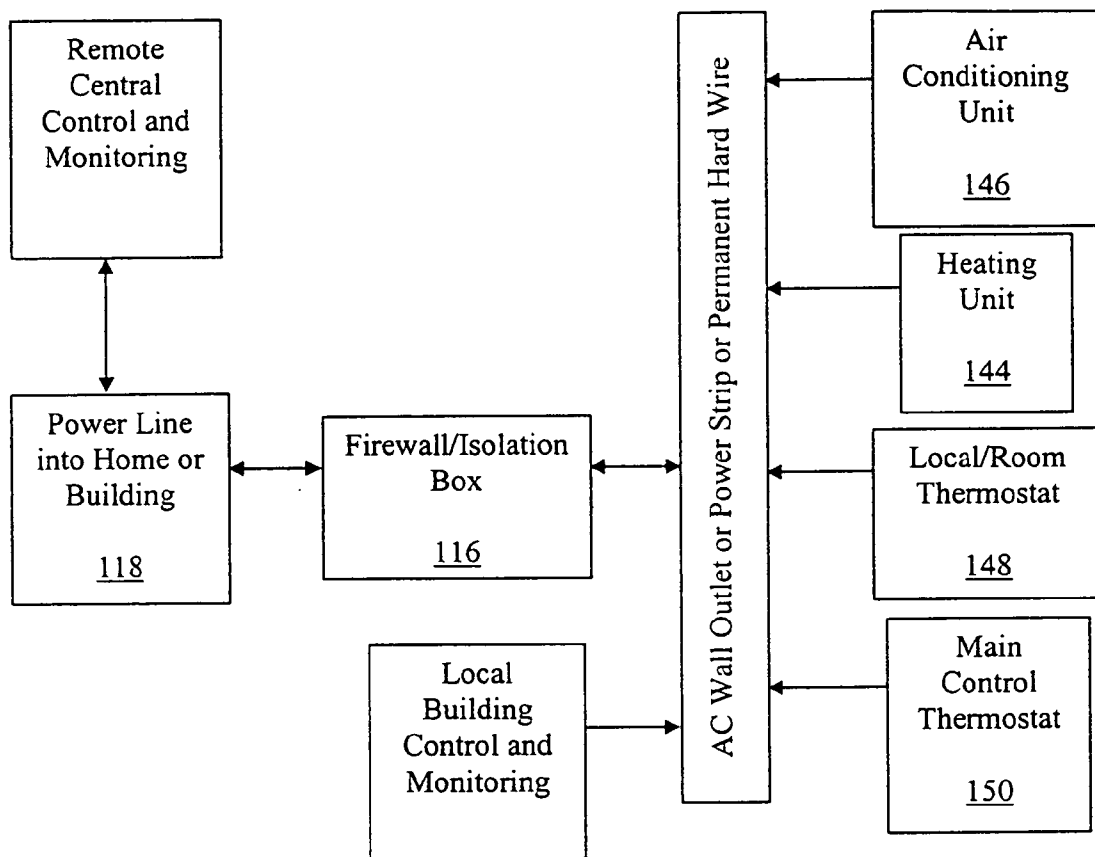 Remote
Central
Control and
Monitoring
Power Line
into Home or
Building
118
Firewall/Isolation
Box
116
Local
Building
Control and
Monitoring
AC Wall Outlet or Power Strip or Permanent Hard Wire
Air
Conditioning
Unit
146
Heating
Unit
144
Local/Room
Thermostat
148
Main
Control
Thermostat
150